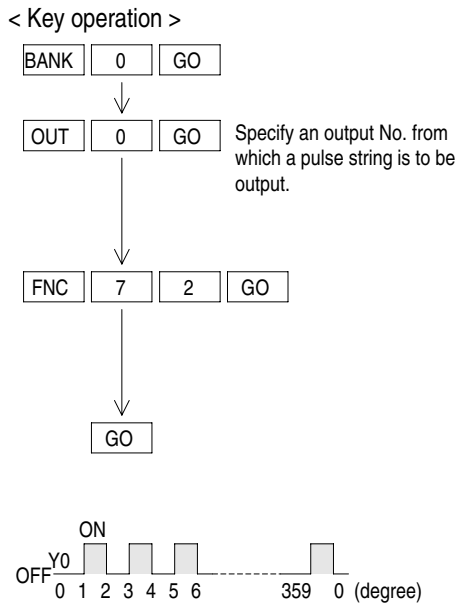 < Key operation >
BANK 0 GO
OUT 0 GO Specify an output No. from
which a pulse string is to be
output.
FNC 7 2 GO
GO
ON
Y0
OFF
0 1 2 3 4 5 6 359 0 (degree)